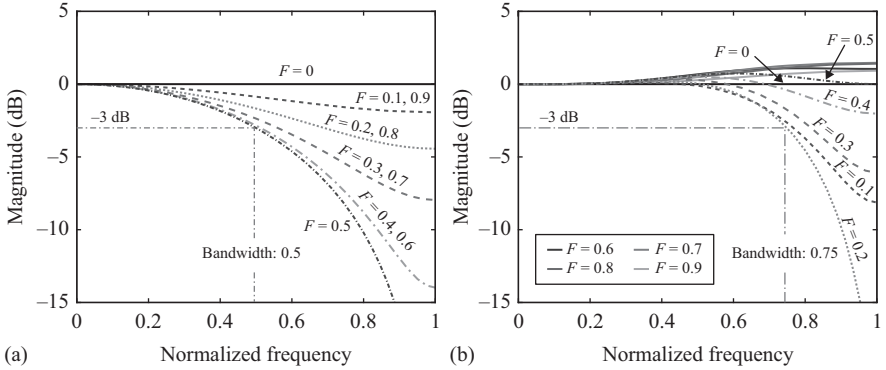 5
0
−5
−10
−15
Magnitude (dB)
F = 0
F = 0.1, 0.9
F = 0.2, 0.8
F = 0.3, 0.7
F = 0.4, 0.6
F = 0.5
−3 dB
Bandwidth: 0.5
0 0.2 0.4 0.6 0.8 1
(a) Normalized frequency
5
0
−5
−10
−15
Magnitude (dB)
F = 0
F = 0.5
F = 0.4
F = 0.3
F = 0.1
F = 0.2
−3 dB
Bandwidth: 0.75
F = 0.6 F = 0.7
F = 0.8 F = 0.9
0 0.2 0.4 0.6 0.8 1
(b) Normalized frequency